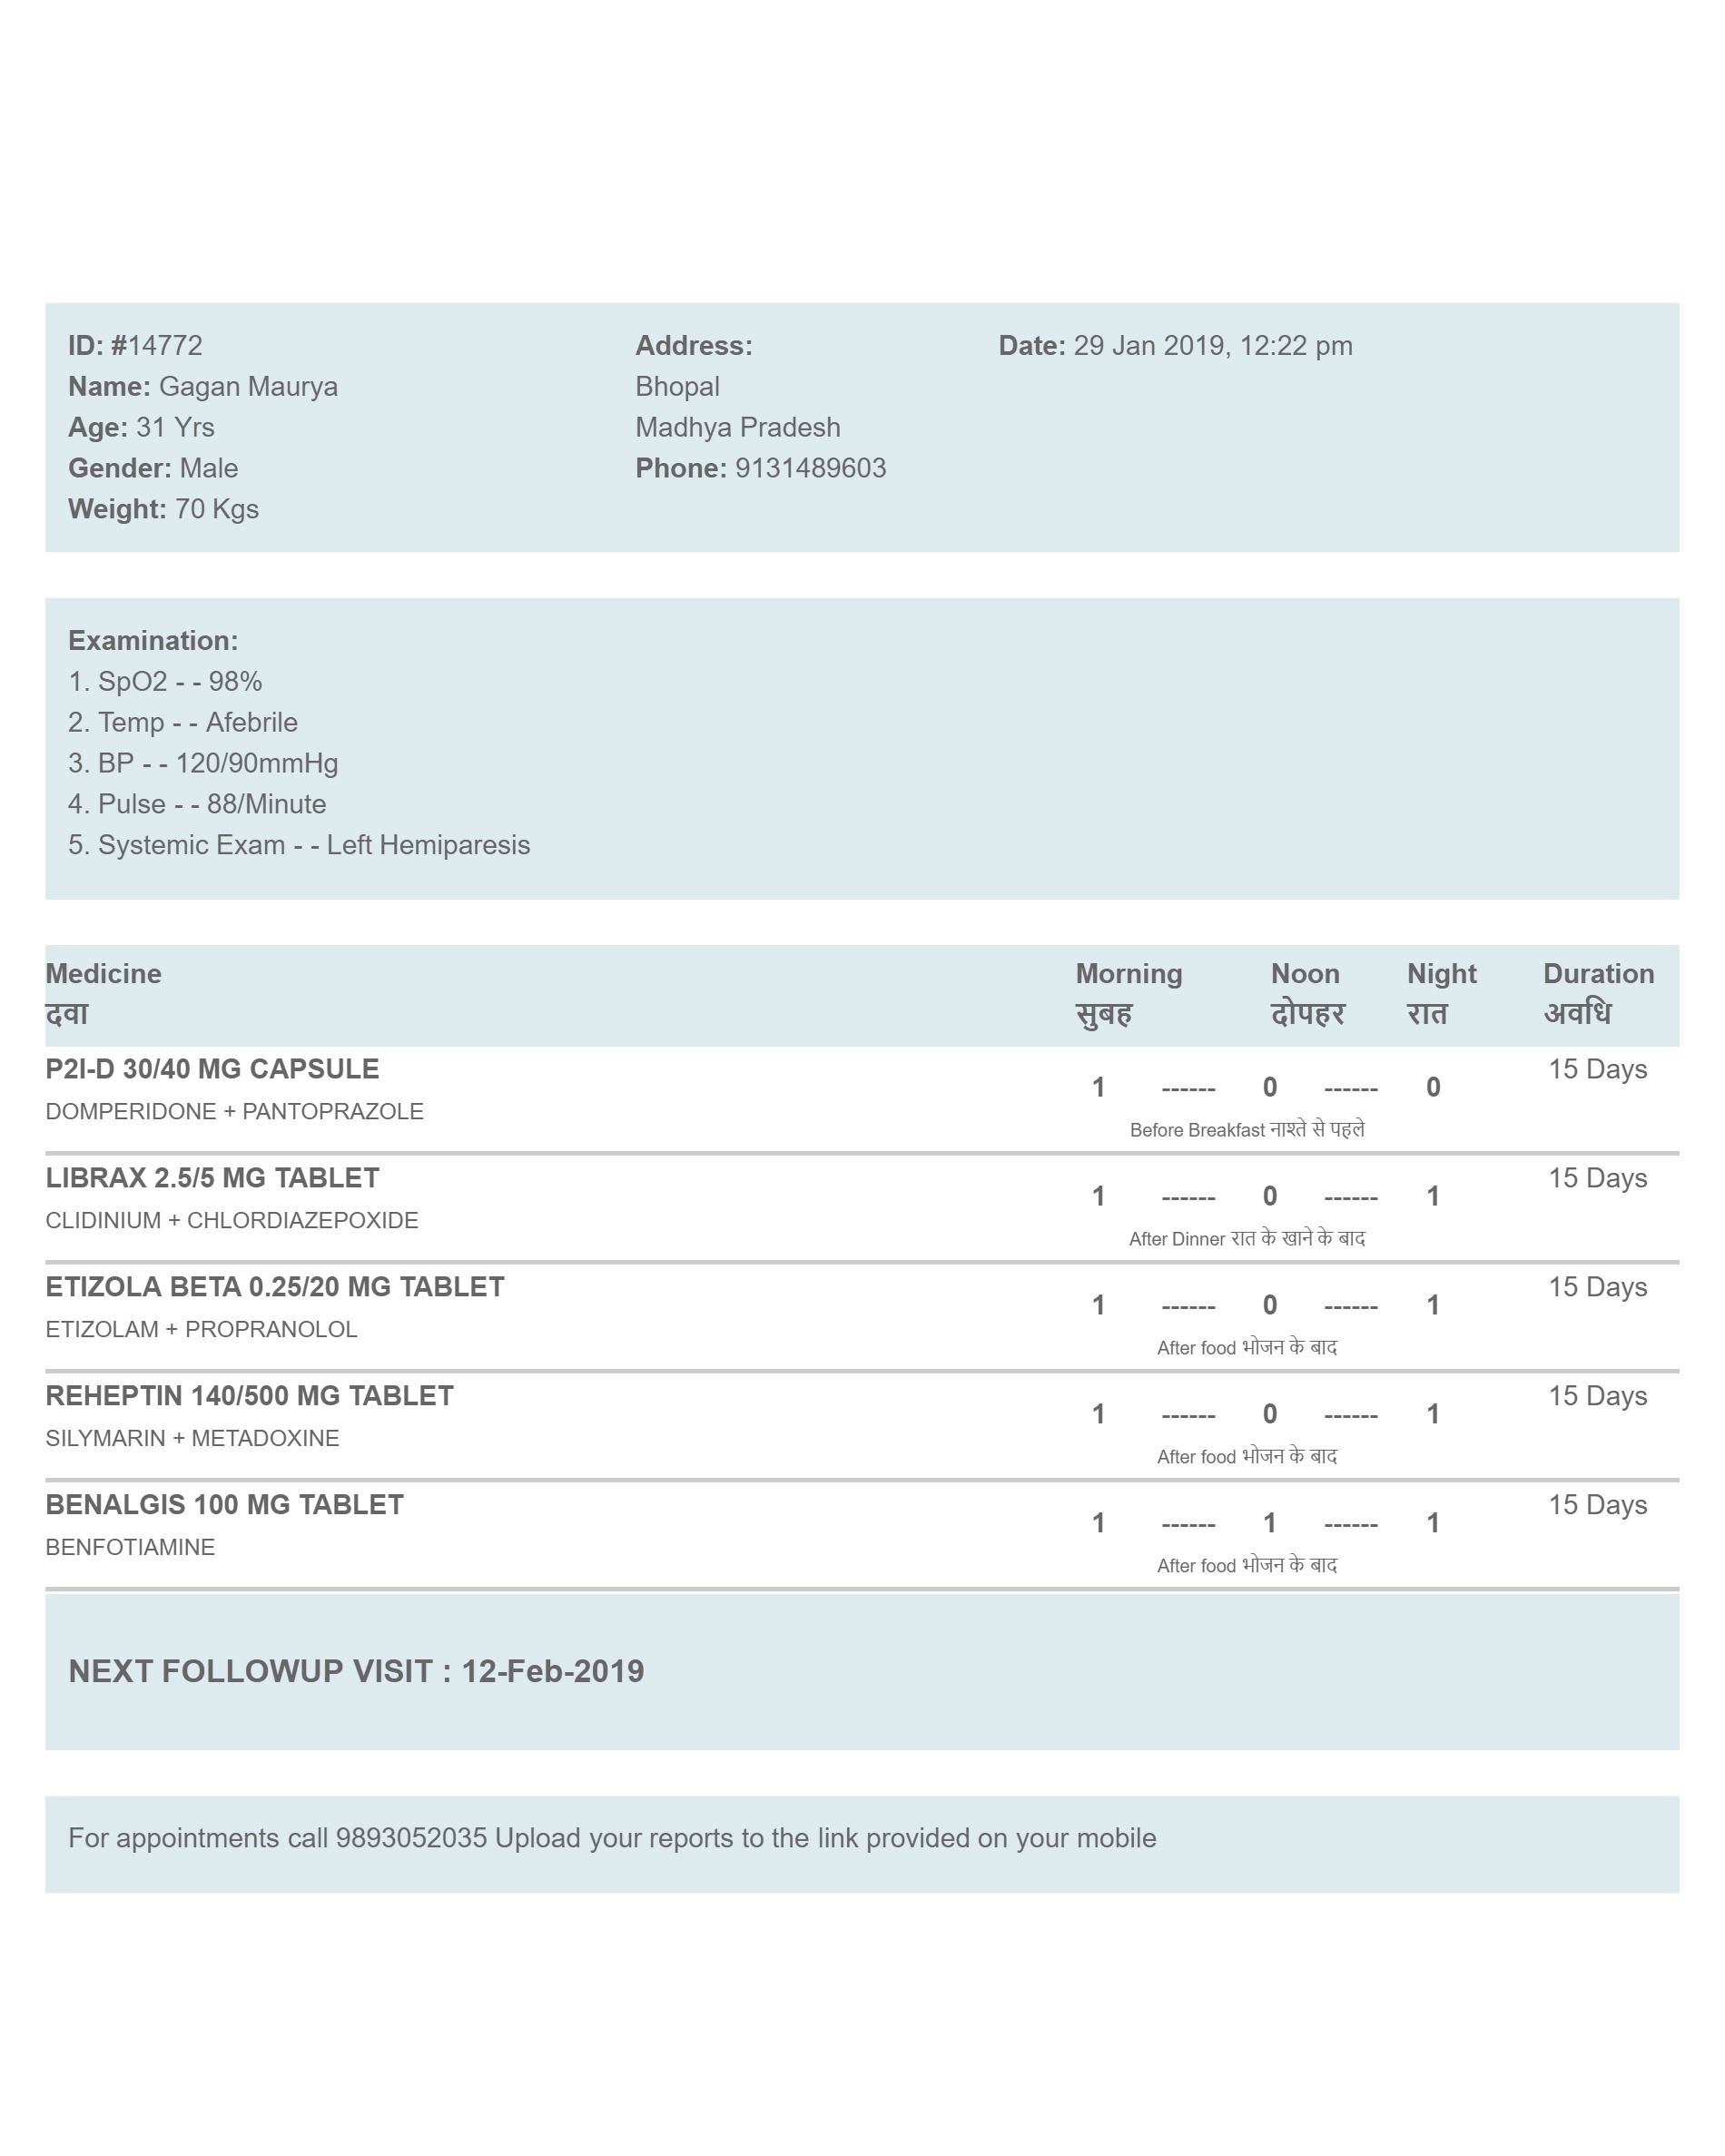 ID: #14772
Name: Gagan Maurya
Age: 31 Yrs
Gender: Male
Weight: 70 Kgs
Address:
Bhopal
Madhya Pradesh
Phone: 9131489603
Date: 29 Jan 2019, 12:22 pm
Examination:
1. SpO2 - - 98%
2. Temp - - Afebrile
3. BP - - 120/90mmHg
4. Pulse - - 88/Minute
5. Systemic Exam - - Left Hemiparesis
Medicine Morning Noon Night Duration
दवा सुबह दोपहर रात अवधि
P2I-D 30/40 MG CAPSULE 1 ------ 0 ------ 0 15 Days
DOMPERIDONE + PANTOPRAZOLE
Before Breakfast नाश्ते से पहले
LIBRAX 2.5/5 MG TABLET 1 ------ 0 ------ 1 15 Days
CLIDINIUM + CHLORDIAZEPOXIDE
After Dinner रात के खाने के बाद
ETIZOLA BETA 0.25/20 MG TABLET 1 ------ 0 ------ 1 15 Days
ETIZOLAM + PROPRANOLOL
After food भोजन के बाद
REHEPTIN 140/500 MG TABLET 1 ------ 0 ------ 1 15 Days
SILYMARIN + METADOXINE
After food भोजन के बाद
BENALGIS 100 MG TABLET 1 ------ 1 ------ 1 15 Days
BENFOTIAMINE
After food भोजन के बाद
NEXT FOLLOWUP VISIT : 12-Feb-2019
For appointments call 9893052035 Upload your reports to the link provided on your mobile